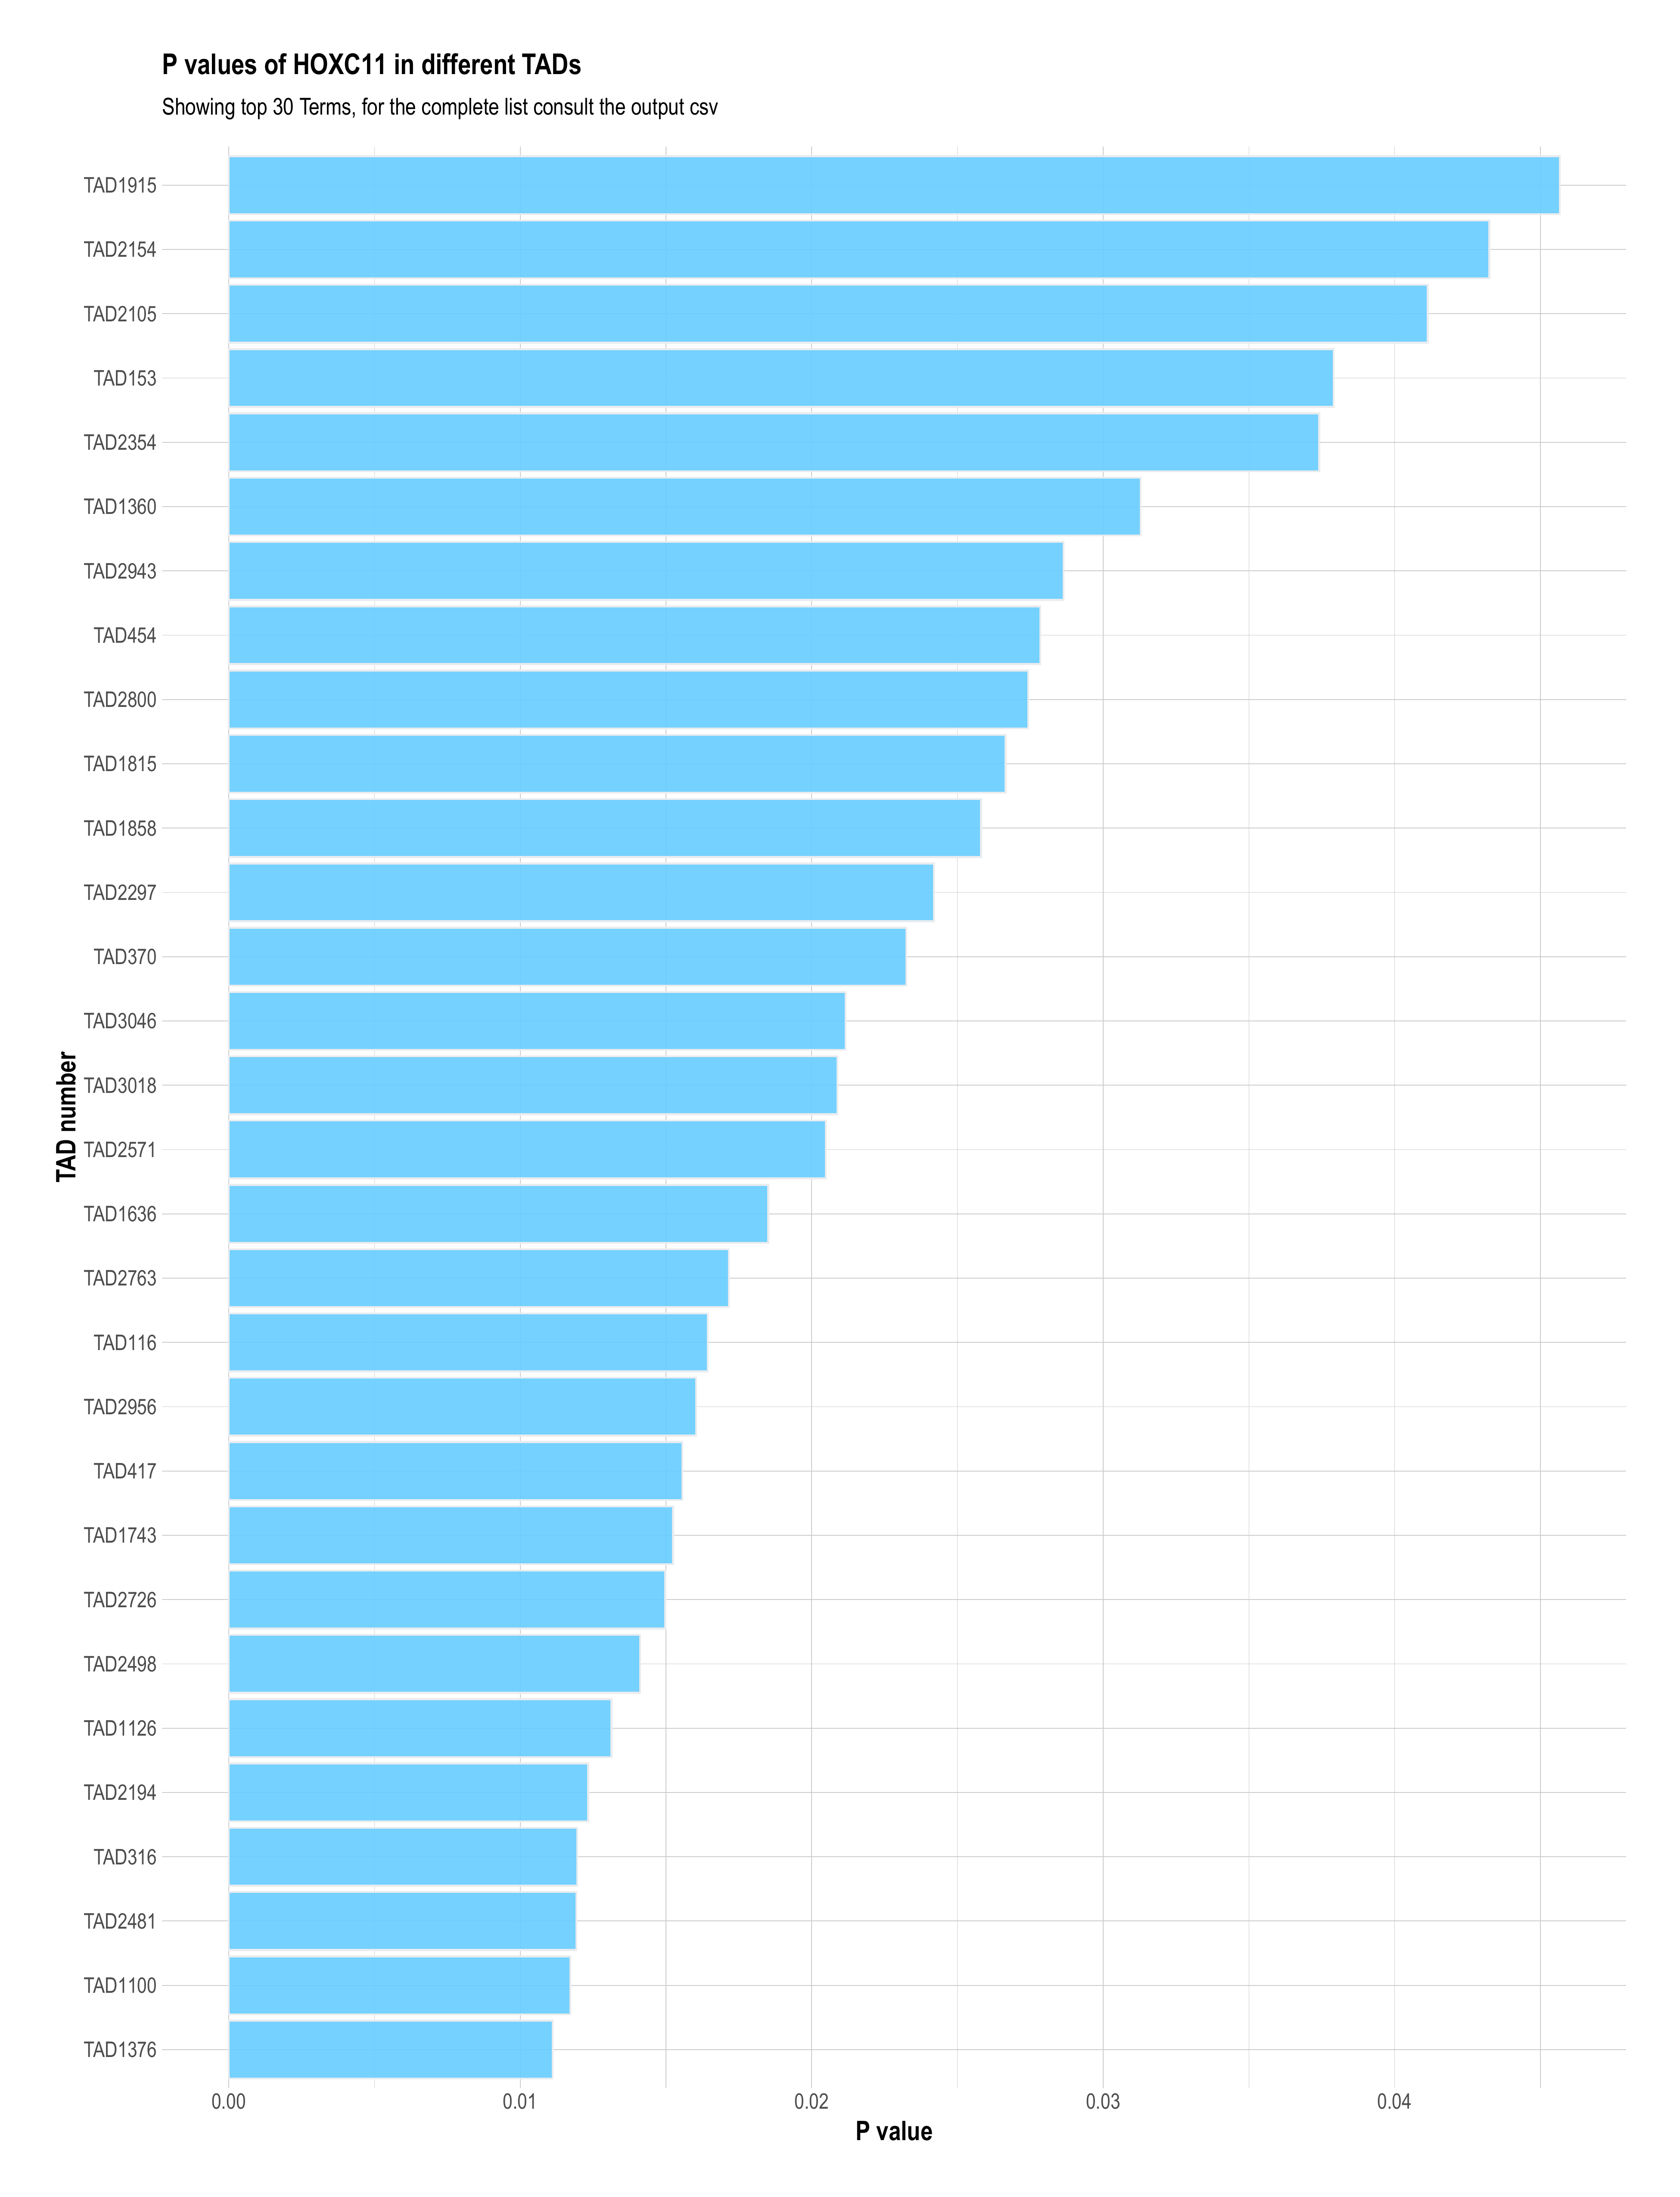 P values of HOXC11 in different TADs
Showing top 30 Terms, for the complete list consult the output csv
TAD number
TAD1915
TAD2154
TAD2105
TAD153
TAD2354
TAD1360
TAD2943
TAD454
TAD2800
TAD1815
TAD1858
TAD2297
TAD370
TAD3046
TAD3018
TAD2571
TAD1636
TAD2763
TAD116
TAD2956
TAD417
TAD1743
TAD2726
TAD2498
TAD1126
TAD2194
TAD316
TAD2481
TAD1100
TAD1376
0.00 0.01 0.02 0.03 0.04
P value